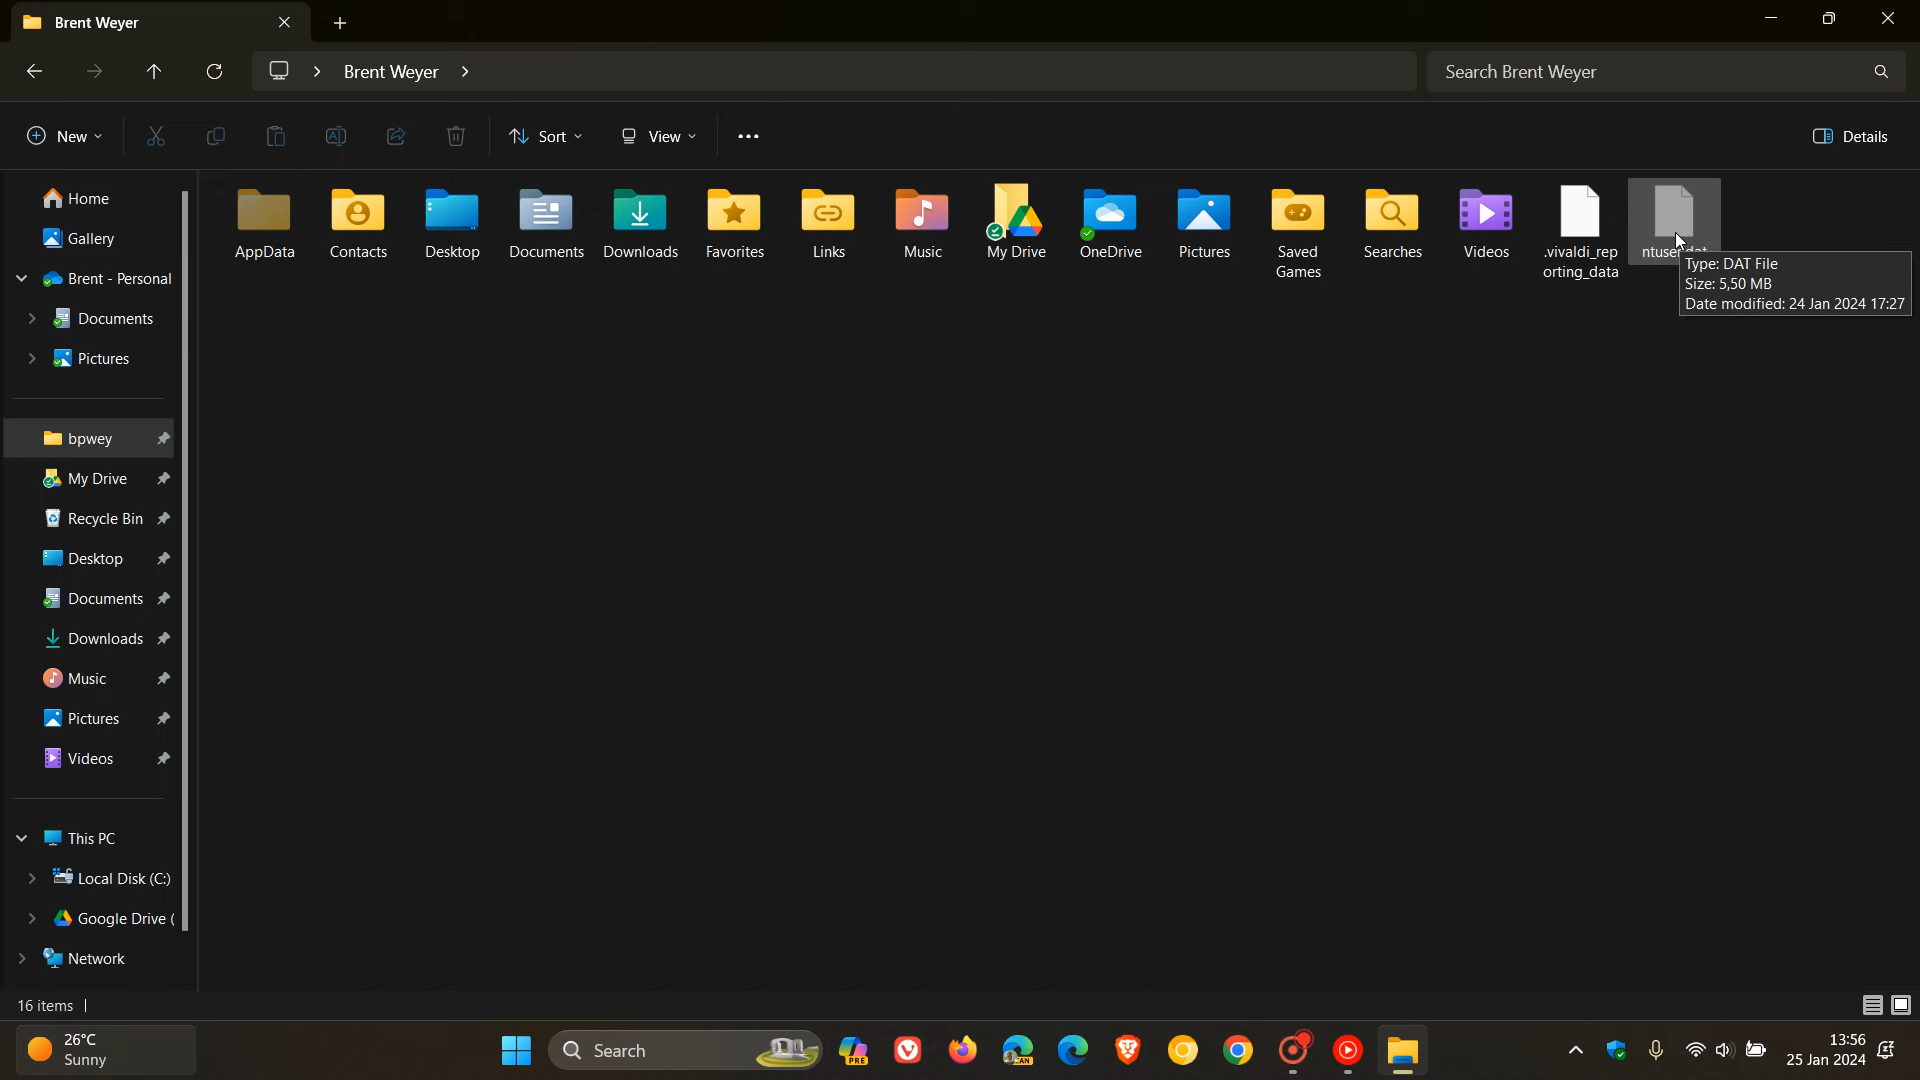 Brent Weyer
Brent Weyer
Search Brent Weyer
New
Sort
View
Details
Home
Gallery
Brent - Personal
Documents
Pictures
bpwey
My Drive
Recycle Bin
Desktop
Documents
Downloads
Music
Pictures
Videos
This PC
Local Disk (C:)
Google Drive (
Network
AppData
Contacts
Desktop
Documents
Downloads
Favorites
Links
Music
My Drive
OneDrive
Pictures
Saved
Games
Searches
Videos
.vivaldi_rep
orting_data
Type: DAT File
Size: 5,50 MB
Date modified: 24 Jan 2024 17:27
16 items
26°C
Sunny
Search
PRE
CAN
13:56
25 Jan 2024